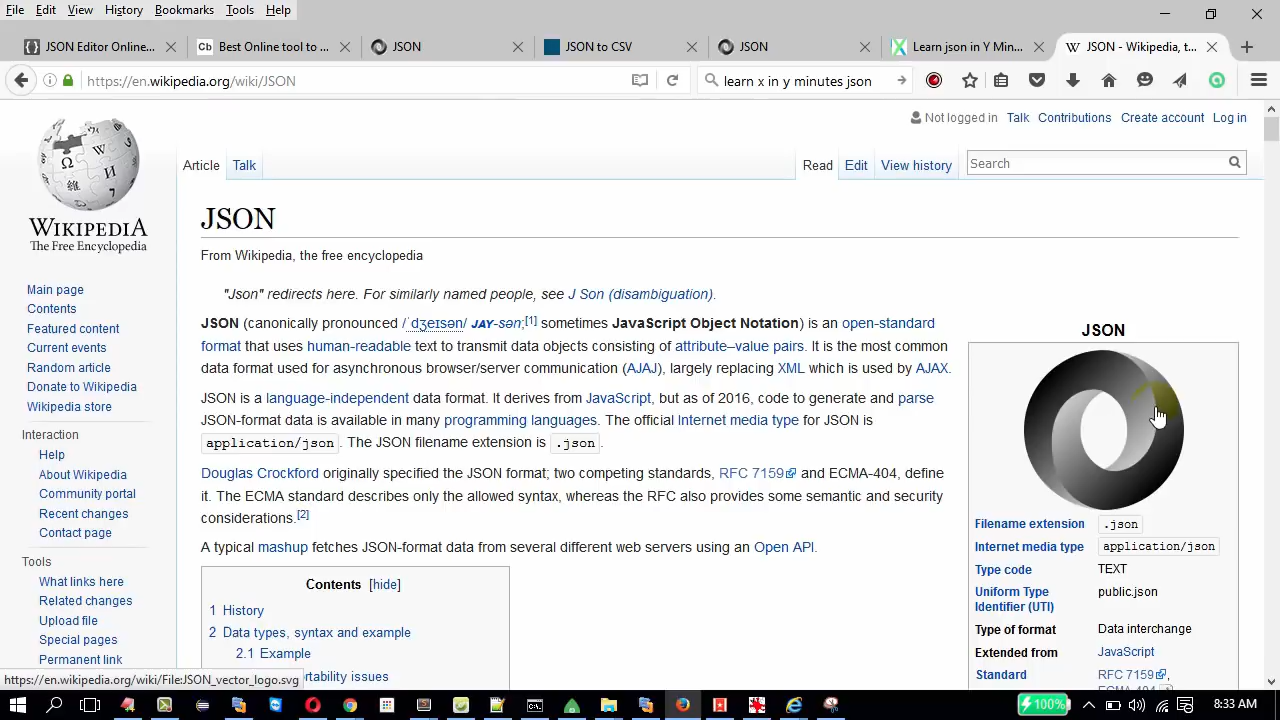 File Edit View History Bookmarks Tools Help
JSON Editor Online...
Best Online tool to ...
JSON
JSON to CSV
JSON
Learn json in Y Min...
JSON - Wikipedia, t...
https://en.wikipedia.org/wiki/JSON
learn x in y minutes json
Not logged in Talk Contributions Create account Log in
Article Talk
Read Edit View history
Search
WIKIPEDIA
The Free Encyclopedia
Main page
Contents
Featured content
Current events
Random article
Donate to Wikipedia
Wikipedia store
Interaction
Help
About Wikipedia
Community portal
Recent changes
Contact page
Tools
What links here
Related changes
Upload file
Special pages
Permanent link
JSON
From Wikipedia, the free encyclopedia
"Json" redirects here. For similarly named people, see J Son (disambiguation).
JSON (canonically pronounced /ˈdʒeɪsən/ JAY-sən;[1] sometimes JavaScript Object Notation) is an open-standard
format that uses human-readable text to transmit data objects consisting of attribute–value pairs. It is the most common
data format used for asynchronous browser/server communication (AJAJ), largely replacing XML which is used by AJAX.
JSON is a language-independent data format. It derives from JavaScript, but as of 2016, code to generate and parse
JSON-format data is available in many programming languages. The official Internet media type for JSON is
application/json. The JSON filename extension is .json.
Douglas Crockford originally specified the JSON format; two competing standards, RFC 7159 and ECMA-404, define
it. The ECMA standard describes only the allowed syntax, whereas the RFC also provides some semantic and security
considerations.[2]
A typical mashup fetches JSON-format data from several different web servers using an Open API.
Contents [hide]
1 History
2 Data types, syntax and example
2.1 Example
issues
JSON
Filename extension .json
Internet media type application/json
Type code TEXT
Uniform Type public.json
Identifier (UTI)
Type of format Data interchange
Extended from JavaScript
Standard RFC 7159,
https://en.wikipedia.org/wiki/File:JSON_vector_logo.svg
100%
8:33 AM